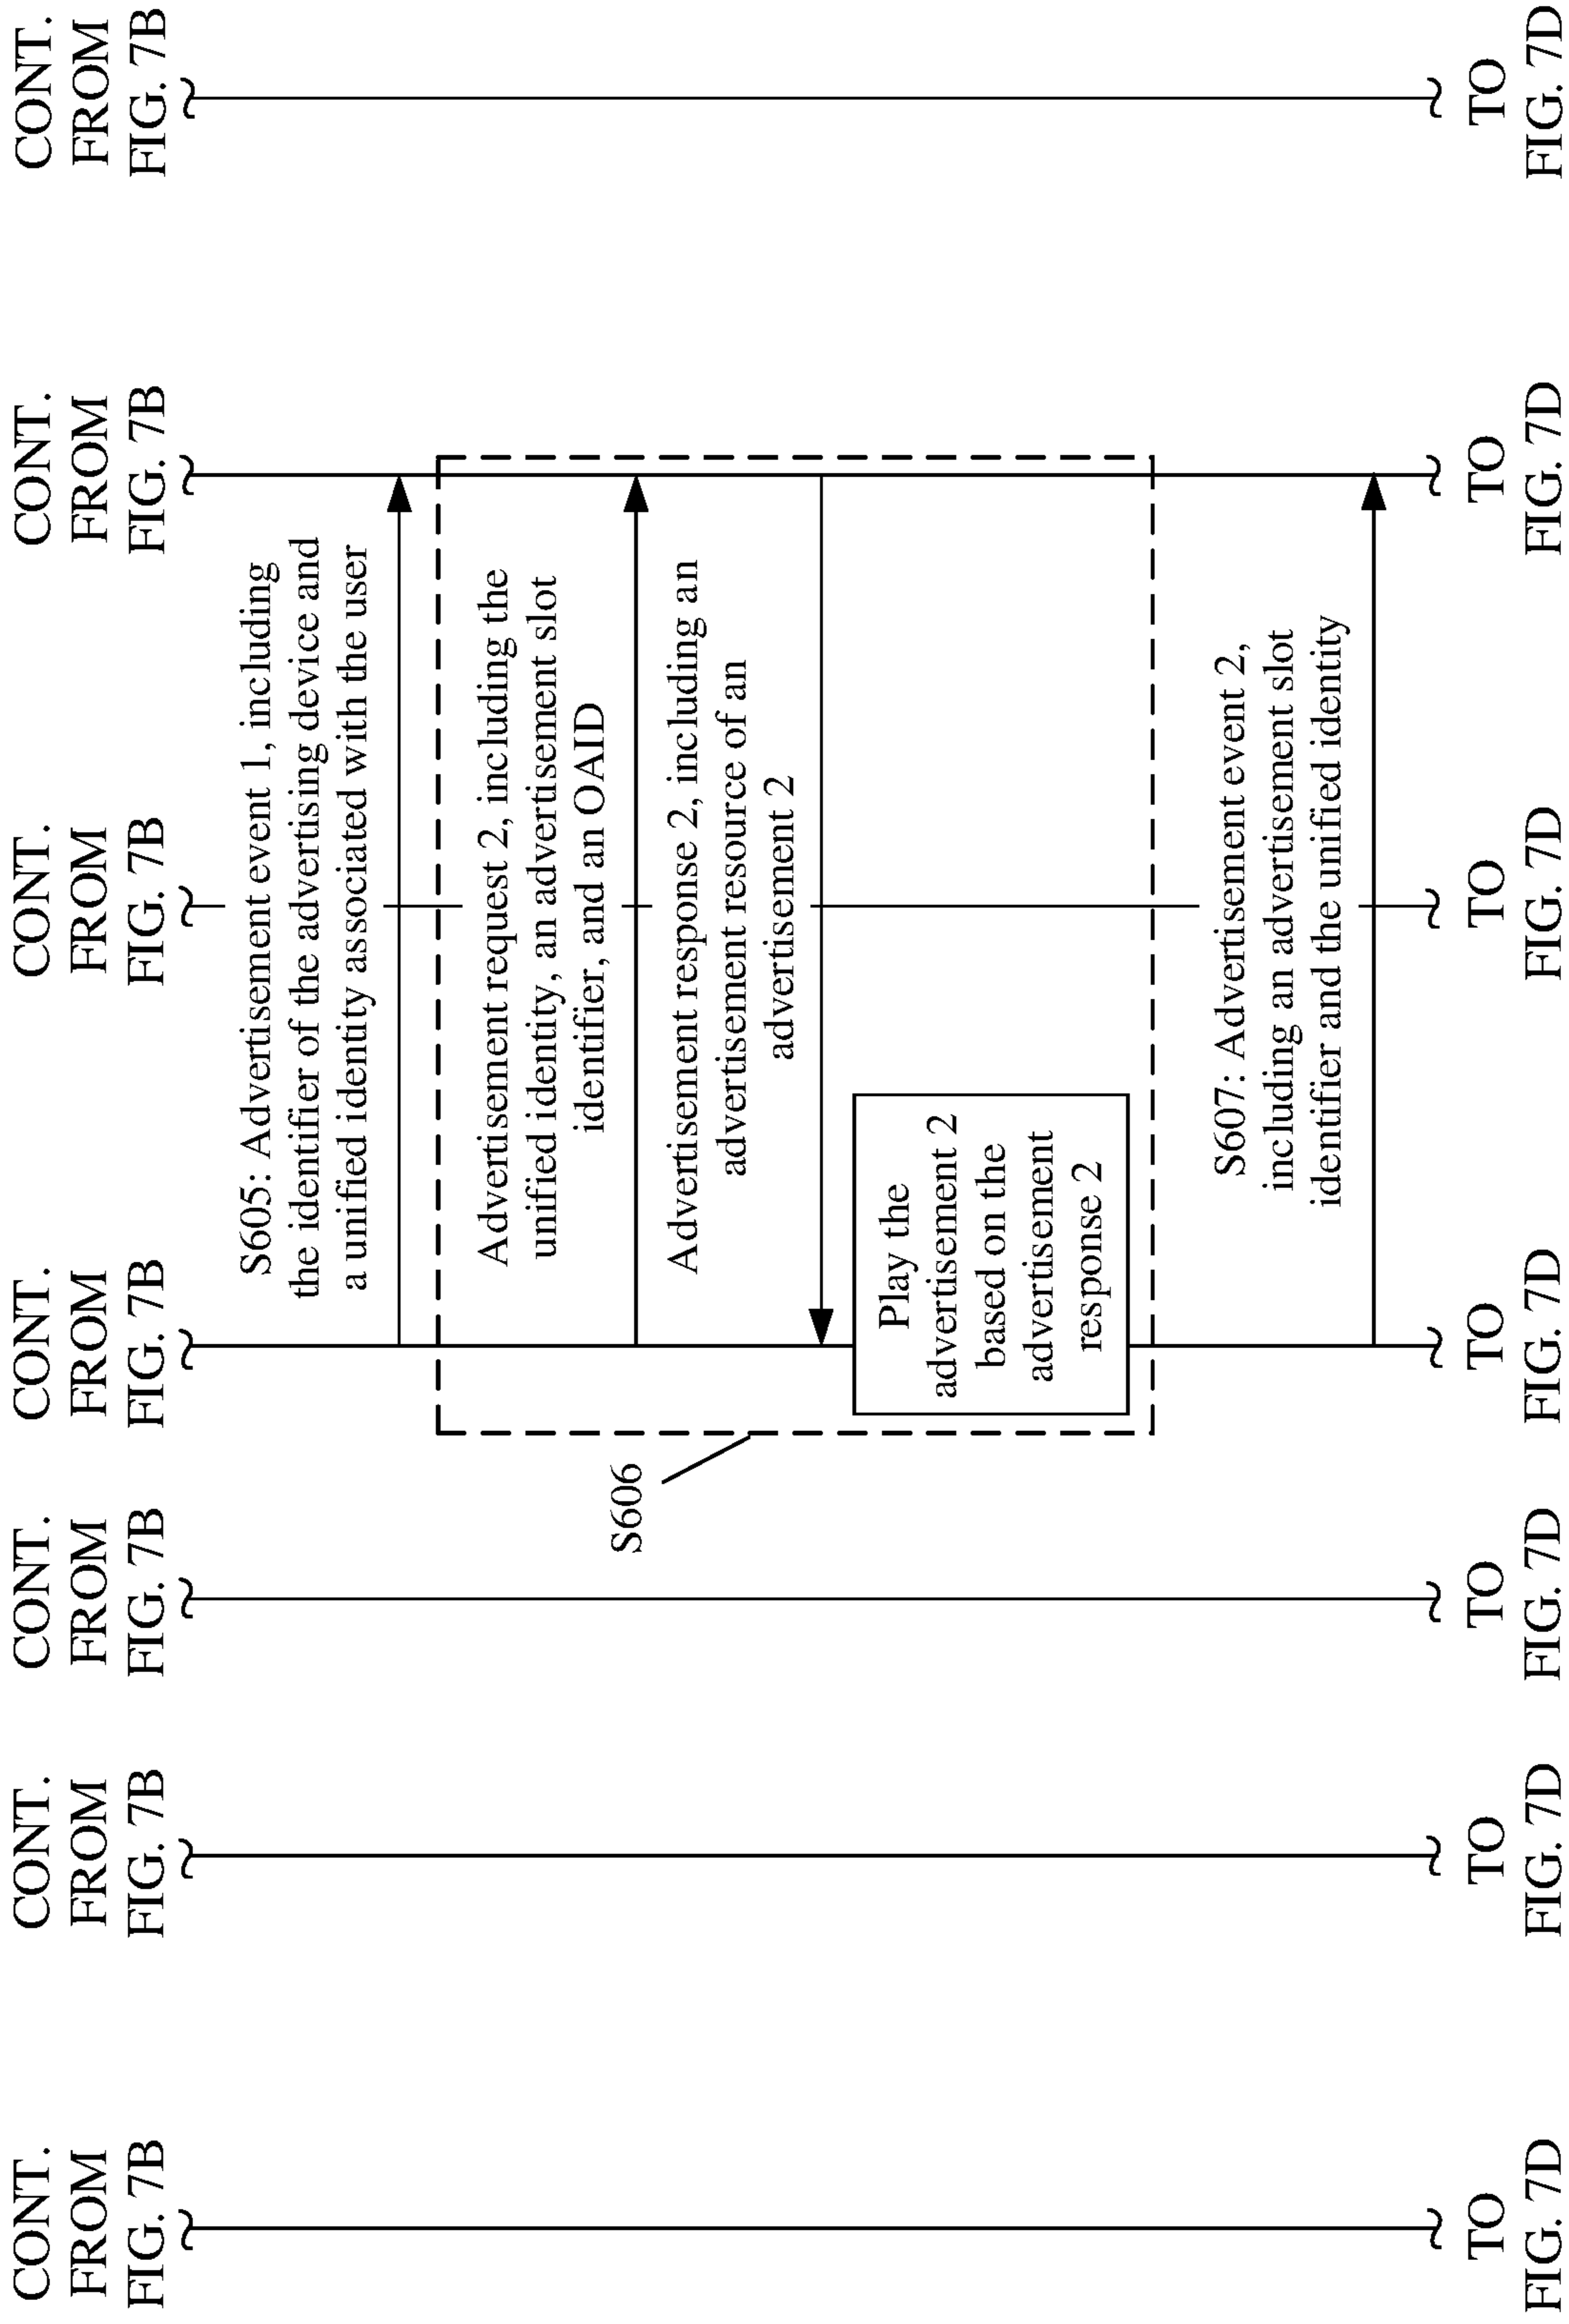 CONT.
FROM
FIG. 7B
CONT.
FROM
FIG. 7B
CONT.
FROM
FIG. 7B
CONT.
FROM
FIG. 7B
CONT.
FROM
FIG. 7B
CONT.
FROM
FIG. 7B
CONT.
FROM
FIG. 7B
S605: Advertisement event 1, including
the identifier of the advertising device and
a unified identity associated with the user
S606
Advertisement request 2, including the
unified identity, an advertisement slot
identifier, and an OAID
Advertisement response 2, including an
advertisement resource of an
advertisement 2
Play the
advertisement 2
based on the
advertisement
response 2
S607: Advertisement event 2,
including an advertisement slot
identifier and the unified identity
TO
FIG. 7D
TO
FIG. 7D
TO
FIG. 7D
TO
FIG. 7D
TO
FIG. 7D
TO
FIG. 7D
TO
FIG. 7D